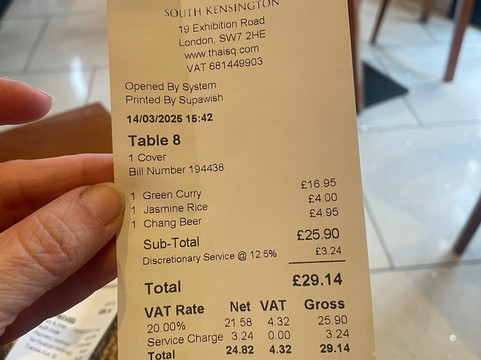 SOUTH KENSINGTON
19 Exhibition Road
London, SW7 2HE
www.thaisq.com
VAT 681449903
Opened By System
Printed By Supawish
14/03/2025 15:42
Table 8
1 Cover
Bill Number 194438
1 Green Curry £16.95
1 Jasmine Rice £4.00
1 Chang Beer £4.95
Sub-Total £25.90
Discretionary Service @ 12.5% £3.24
Total £29.14
VAT Rate Net VAT Gross
20.00% 21.58 4.32 25.90
Service Charge 3.24 0.00 3.24
Total 24.82 4.32 29.14